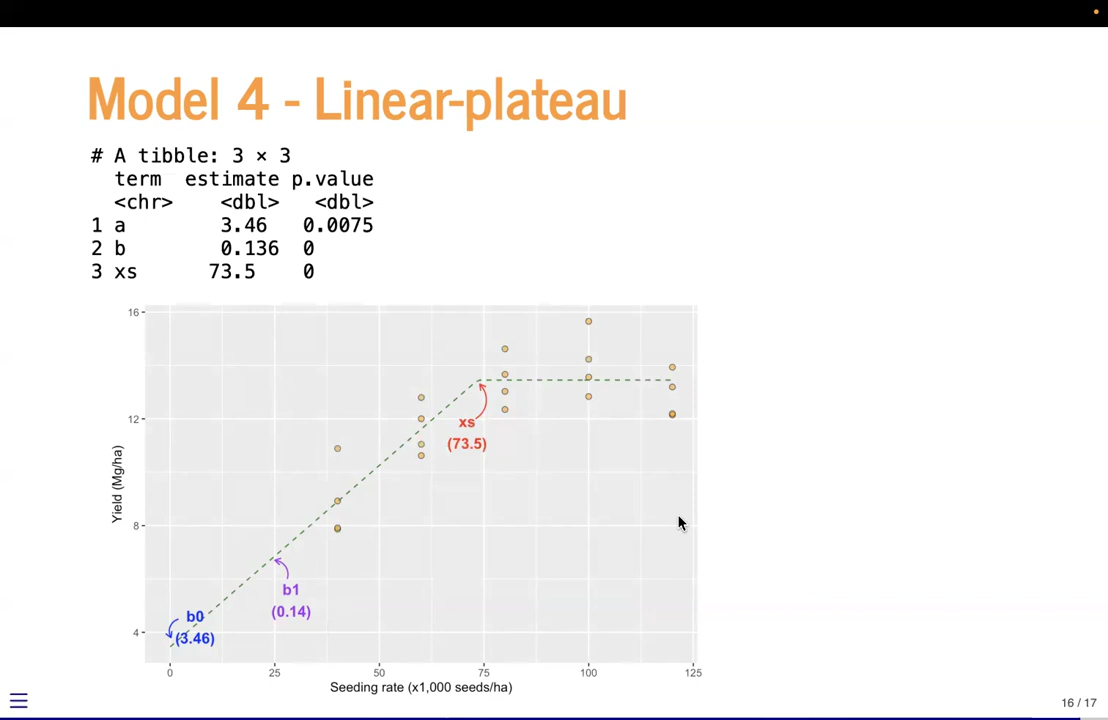 Model 4 - Linear-plateau
# A tibble: 3 × 3
term estimate p.value
<chr> <dbl> <dbl>
1 a 3.46 0.0075
2 b 0.136 0
3 xs 73.5 0
16
12
8
4
Yield (Mg/ha)
xs
(73.5)
b1
(0.14)
b0
(3.46)
0 25 50 75 100 125
Seeding rate (x1,000 seeds/ha)
16 / 17